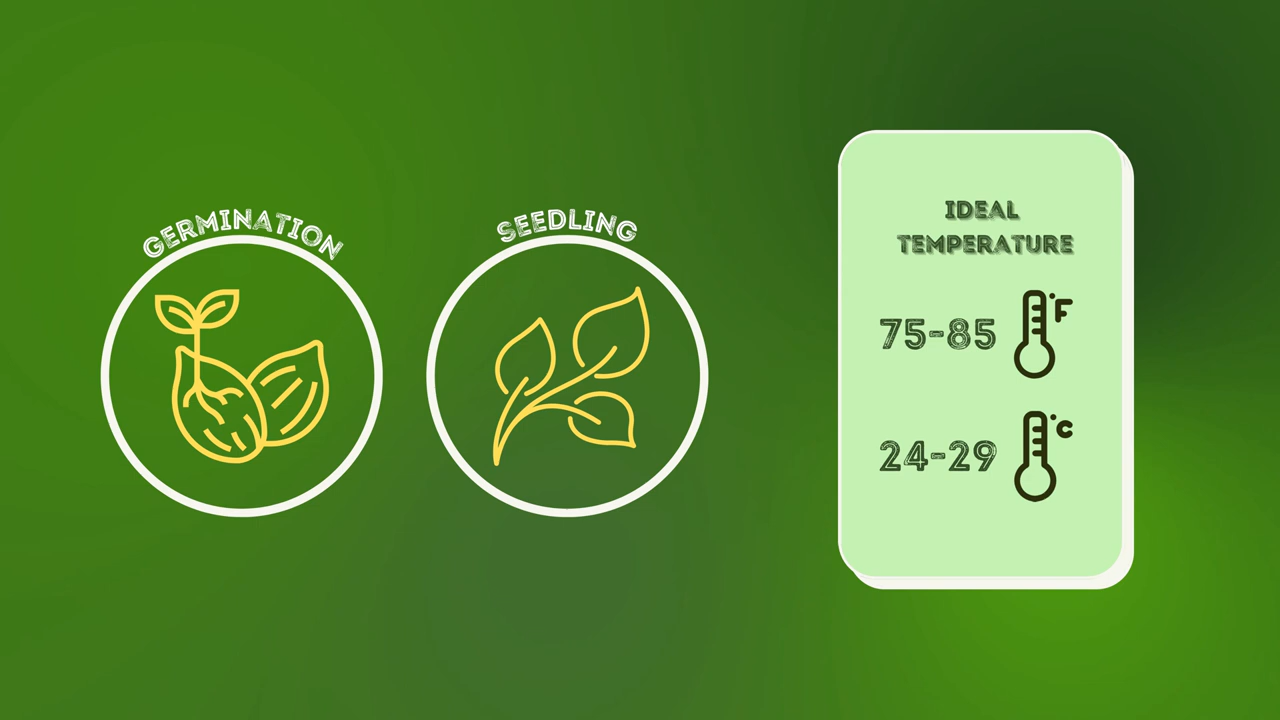 GERMINATION
SEEDLING
IDEAL
TEMPERATURE
75-85 °F
24-29 °C